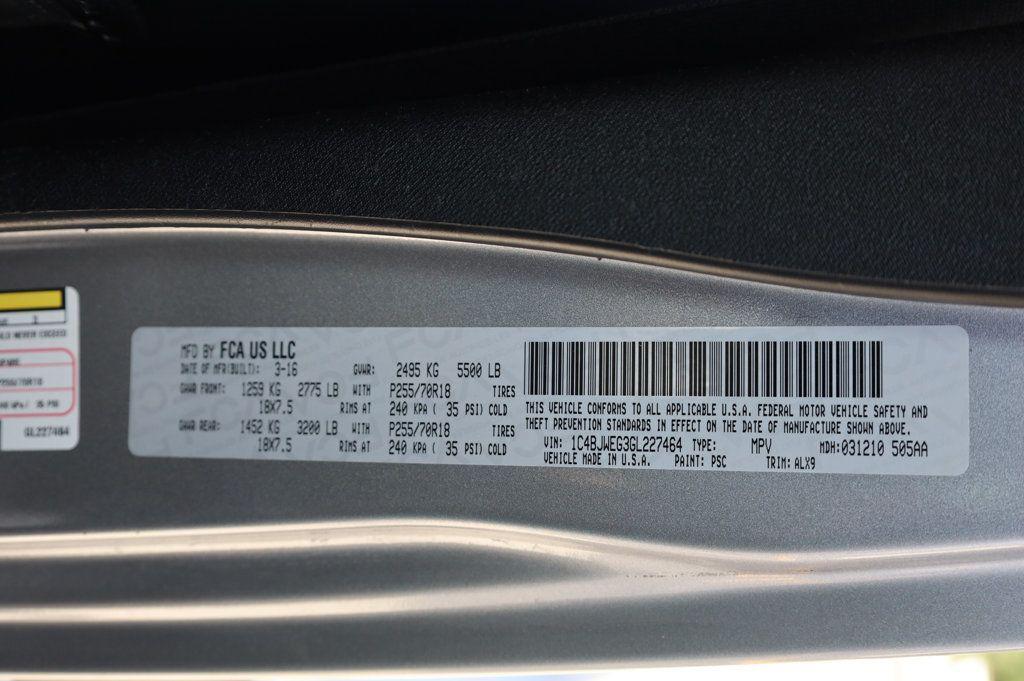 MFD BY FCA US LLC
DATE OF MFR(BUILT): 3-16 GVWR: 2495 KG 5500 LB
GAWR FRONT: 1259 KG 2775 LB WITH P255/70R18 TIRES
18X7.5 RIMS AT 240 KPA ( 35 PSI) COLD
GAWR REAR: 1452 KG 3200 LB WITH P255/70R18 TIRES
18X7.5 RIMS AT 240 KPA ( 35 PSI) COLD
THIS VEHICLE CONFORMS TO ALL APPLICABLE U.S.A. FEDERAL MOTOR VEHICLE SAFETY AND
THEFT PREVENTION STANDARDS IN EFFECT ON THE DATE OF MANUFACTURE SHOWN ABOVE.
VIN: 1C4BJWEG3GL227464 TYPE: MPV MDH: 031210 505AA
VEHICLE MADE IN U.S.A. PAINT: PSC TRIM: ALX9
NEVER EXCEED
35 PSI
GL227464